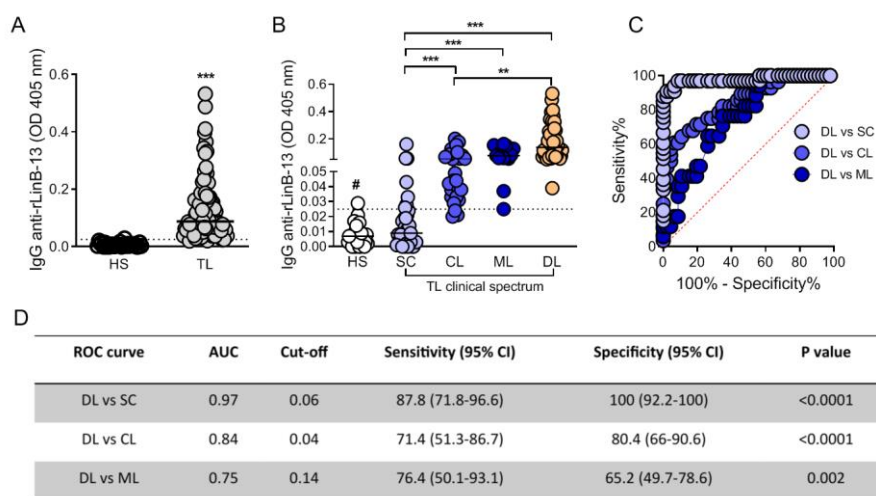 A
IgG anti-rLinB-13 (OD 405 nm)
0.6
0.4
0.2
0.0
***
HS
TL
B
IgG anti-rLinB-13 (OD 405 nm)
***
***
***
**
0.6
0.4
0.2
0.05
0.04
0.03
0.02
0.01
0.00
#
HS
SC
CL
ML
DL
TL clinical spectrum
C
Sensitivity%
100
80
60
40
20
0
0 20 40 60 80 100
100% - Specificity%
DL vs SC
DL vs CL
DL vs ML
D
ROC curve AUC Cut-off Sensitivity (95% CI) Specificity (95% CI) P value
DL vs SC 0.97 0.06 87.8 (71.8-96.6) 100 (92.2-100) <0.0001
DL vs CL 0.84 0.04 71.4 (51.3-86.7) 80.4 (66-90.6) <0.0001
DL vs ML 0.75 0.14 76.4 (50.1-93.1) 65.2 (49.7-78.6) 0.002